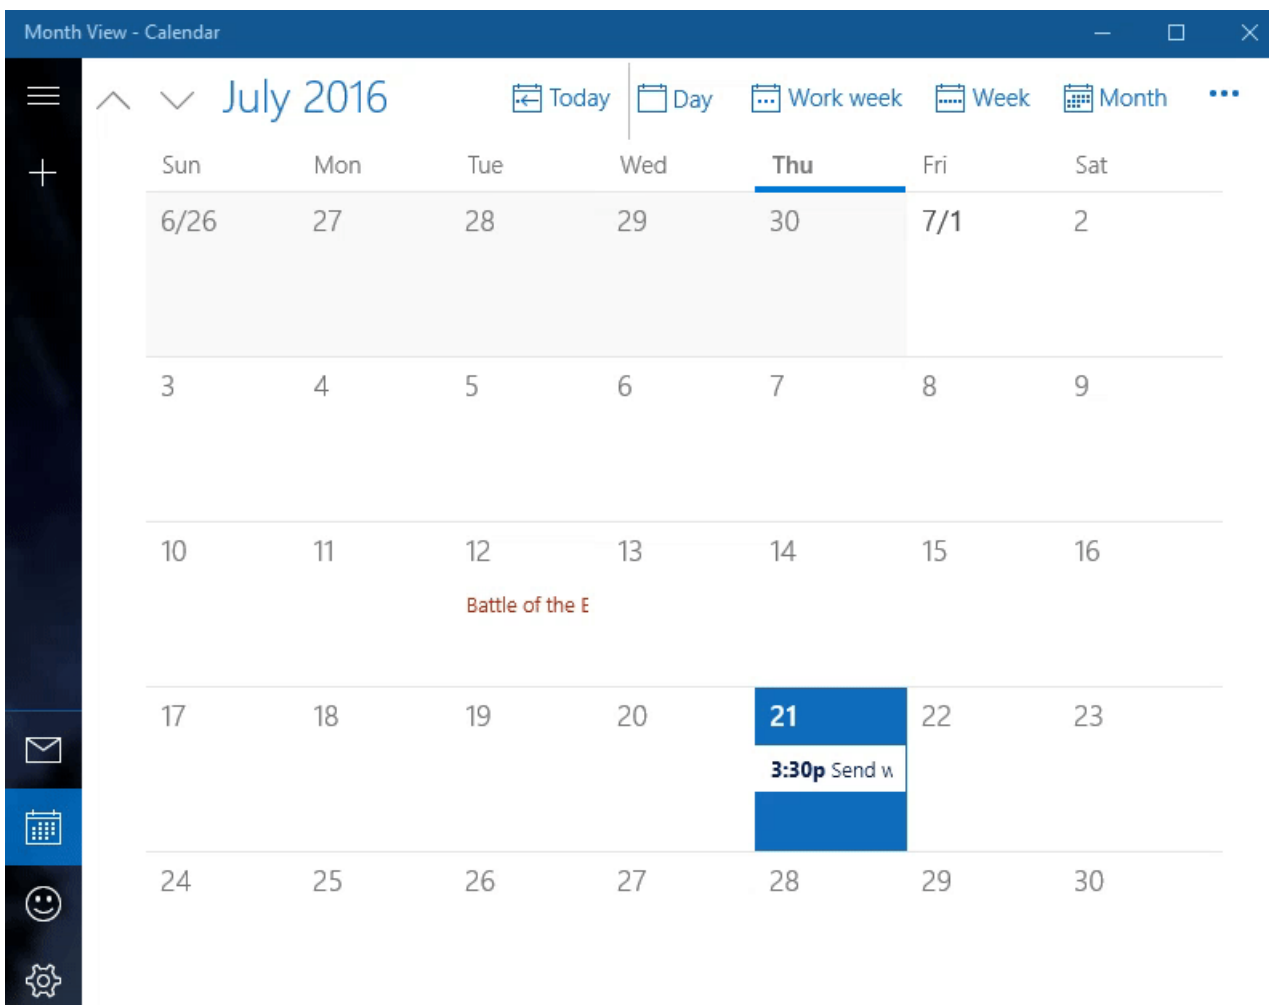 Month View - Calendar
July 2016 Today Day Work week Week Month
Sun Mon Tue Wed Thu Fri Sat
6/26 27 28 29 30 7/1 2
3 4 5 6 7 8 9
10 11 12 13 14 15 16
Battle of the
17 18 19 20 21 22 23
3:30p Send
24 25 26 27 28 29 30